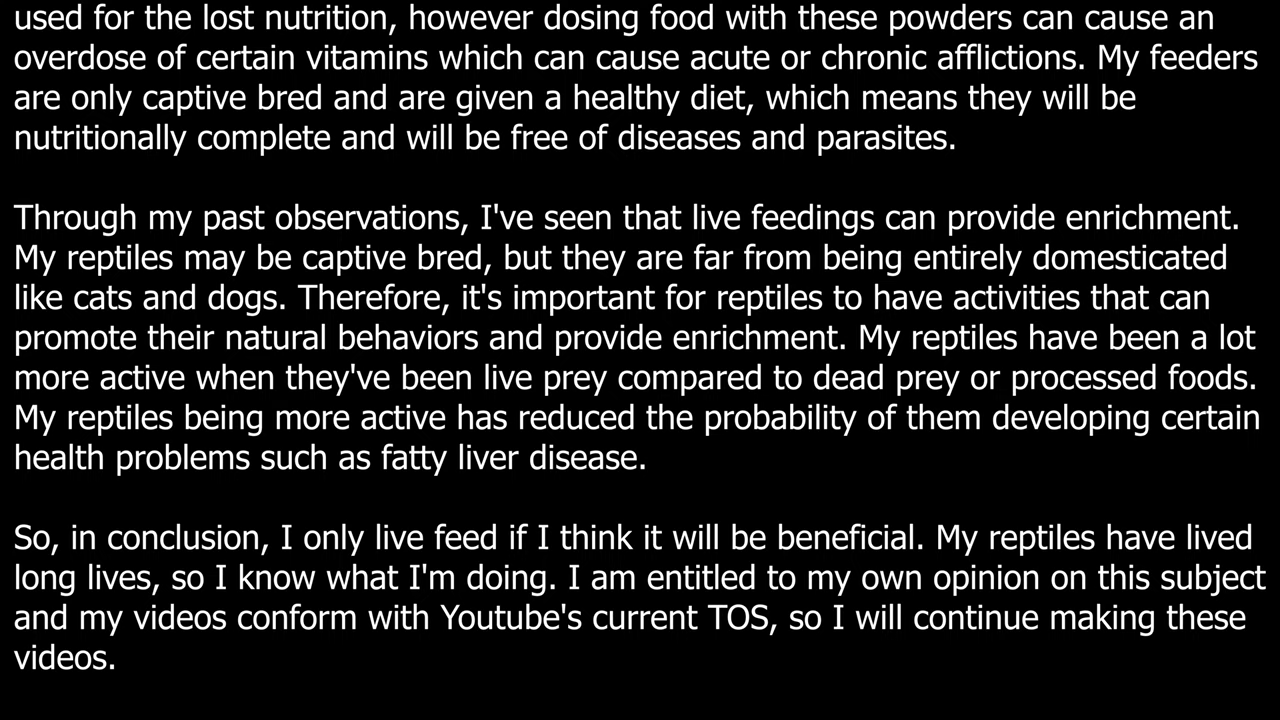 used for the lost nutrition, however dosing food with these powders can cause an
overdose of certain vitamins which can cause acute or chronic afflictions. My feeders
are only captive bred and are given a healthy diet, which means they will be
nutritionally complete and will be free of diseases and parasites.
Through my past observations, I've seen that live feedings can provide enrichment.
My reptiles may be captive bred, but they are far from being entirely domesticated
like cats and dogs. Therefore, it's important for reptiles to have activities that can
promote their natural behaviors and provide enrichment. My reptiles have been a lot
more active when they've been live prey compared to dead prey or processed foods.
My reptiles being more active has reduced the probability of them developing certain
health problems such as fatty liver disease.
So, in conclusion, I only live feed if I think it will be beneficial. My reptiles have lived
long lives, so I know what I'm doing. I am entitled to my own opinion on this subject
and my videos conform with Youtube's current TOS, so I will continue making these
videos.